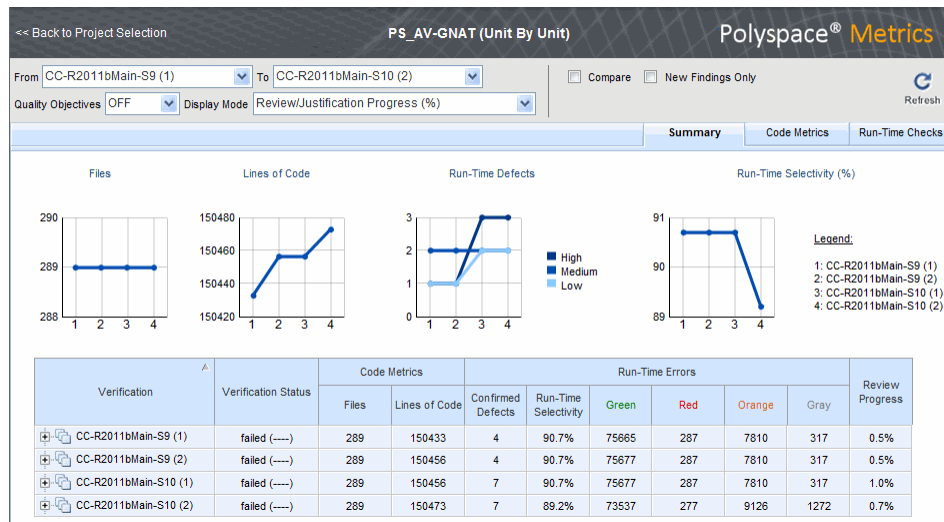 << Back to Project Selection
PS_AV-GNAT (Unit By Unit)
Polyspace® Metrics
From CC-R2011bMain-S9 (1) To CC-R2011bMain-S10 (2) Compare New Findings Only
Quality Objectives OFF Display Mode Review/Justification Progress (%)
Refresh
Summary Code Metrics Run-Time Checks
Files
290
289
288
1 2 3 4
Lines of Code
150480
150460
150440
150420
1 2 3 4
Run-Time Defects
3
2
1
0
1 2 3 4
High
Medium
Low
Run-Time Selectivity (%)
91
90
89
1 2 3 4
Legend:
1: CC-R2011bMain-S9 (1)
2: CC-R2011bMain-S9 (2)
3: CC-R2011bMain-S10 (1)
4: CC-R2011bMain-S10 (2)
Verification Verification Status Code Metrics Run-Time Errors Review Progress
Files Lines of Code Confirmed Defects Run-Time Selectivity Green Red Orange Gray
CC-R2011bMain-S9 (1) failed (----) 289 150433 4 90.7% 75665 287 7810 317 0.5%
CC-R2011bMain-S9 (2) failed (----) 289 150456 4 90.7% 75677 287 7810 317 0.5%
CC-R2011bMain-S10 (1) failed (----) 289 150456 7 90.7% 75677 287 7810 317 1.0%
CC-R2011bMain-S10 (2) failed (----) 289 150473 7 89.2% 73537 277 9126 1272 0.7%